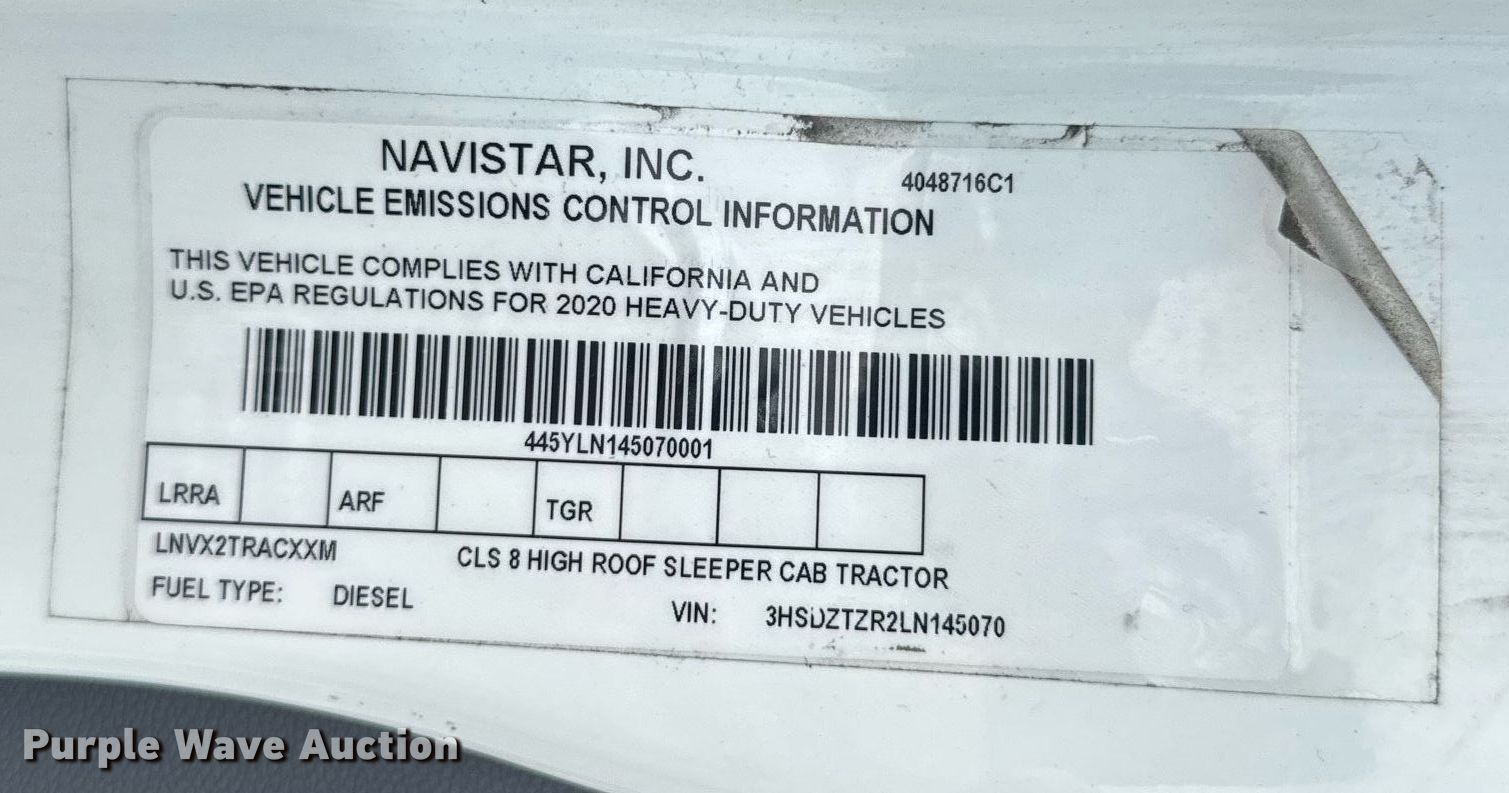 NAVISTAR, INC.
4048716C1
VEHICLE EMISSIONS CONTROL INFORMATION
THIS VEHICLE COMPLIES WITH CALIFORNIA AND
U.S. EPA REGULATIONS FOR 2020 HEAVY-DUTY VEHICLES
445YLN145070001
LRRA ARF TGR
LNVX2TRACXXM CLS 8 HIGH ROOF SLEEPER CAB TRACTOR
FUEL TYPE: DIESEL VIN: 3HSDZTZR2LN145070
Purple Wave Auction